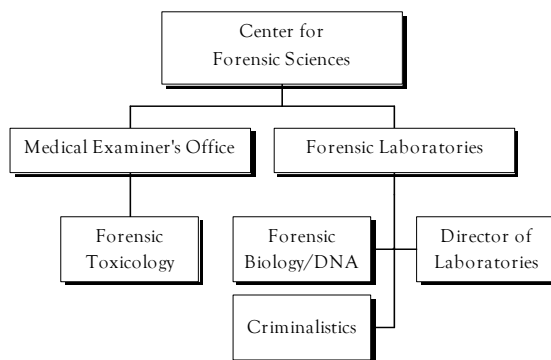 Center for
Forensic Sciences
Medical Examiner's Office
Forensic Laboratories
Forensic
Toxicology
Forensic
Biology/DNA
Director of
Laboratories
Criminalistics